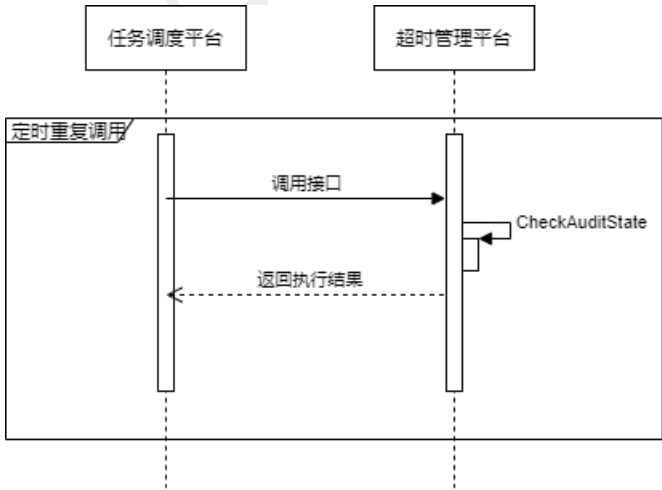 任务调度平台
超时管理平台
定时重复调用
调用接口
CheckAuditState
返回执行结果